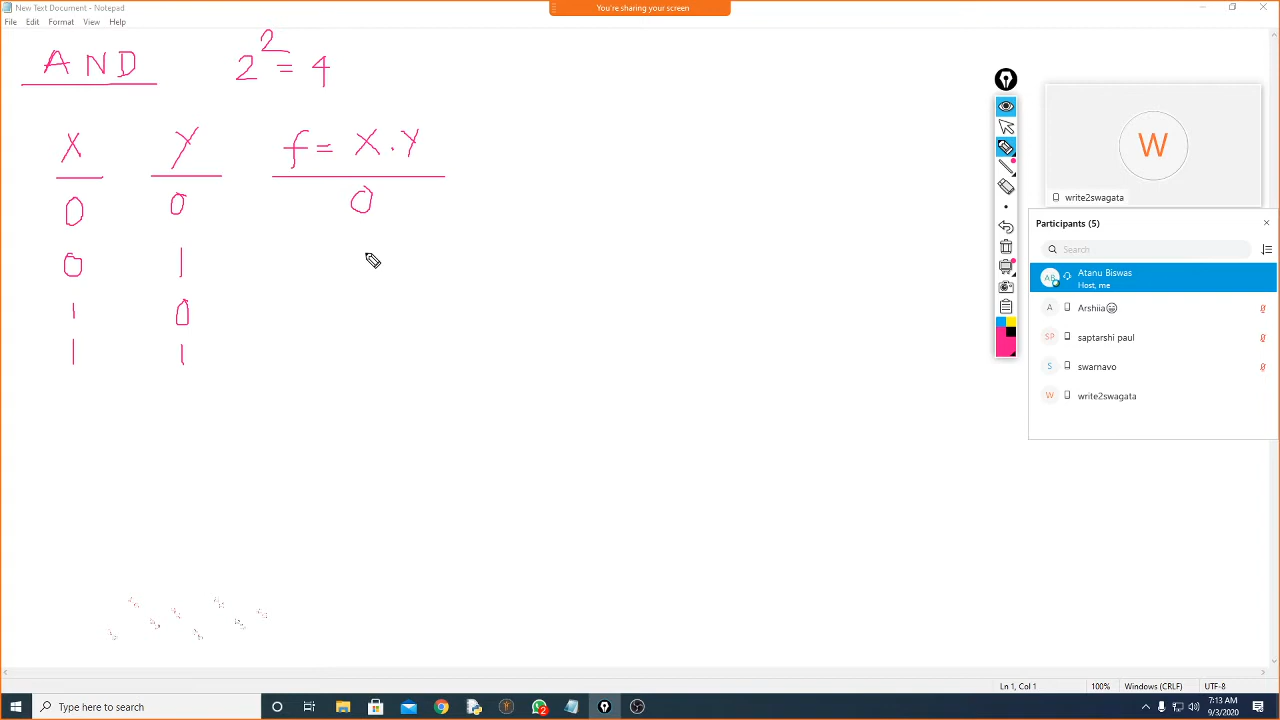 New Text Document - Notepad
You're sharing your screen
File Edit Format View Help
AND 2² = 4
X Y f = X . Y
0 0 0
0 1
1 0
1 1
W
write2swagata
Participants (5)
Search
AB Atanu Biswas
Host, me
A Arshiia😄
SP saptarshi paul
S swarnavo
W write2swagata
Ln 1, Col 1 100% Windows (CRLF) UTF-8
Type here to search
2
7:13 AM
9/3/2020